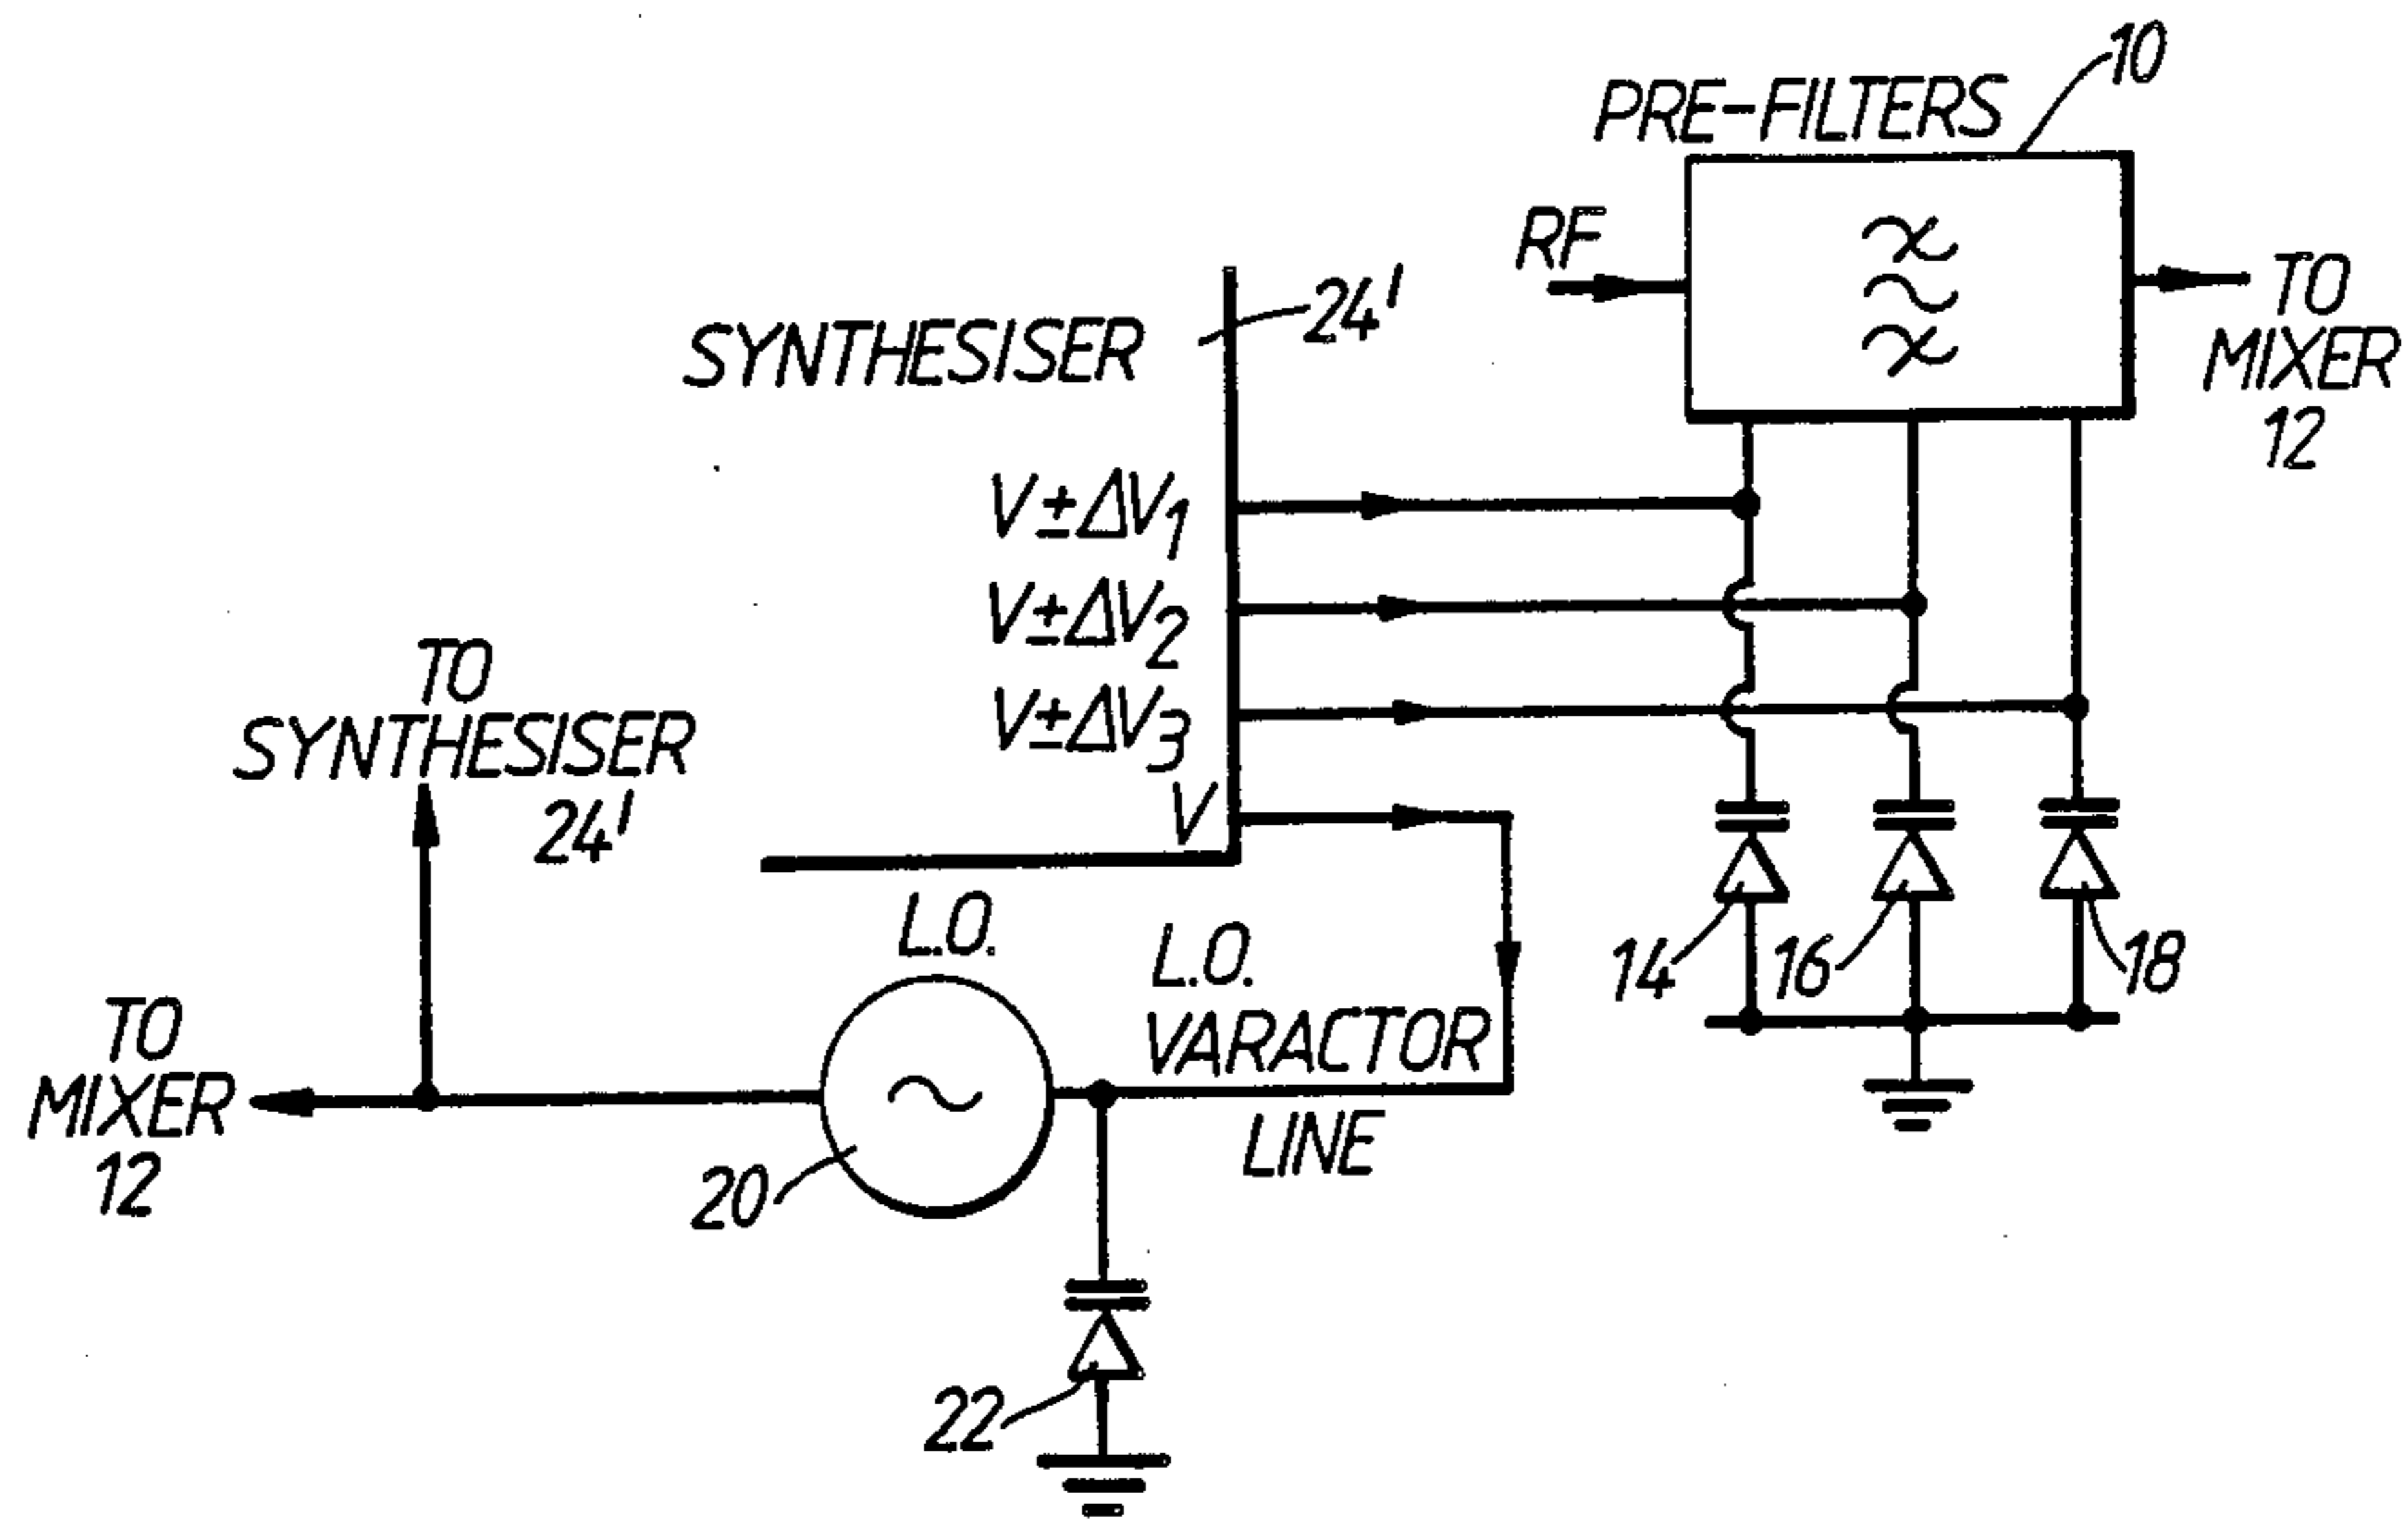 10
PRE-FILTERS
RF
TO
MIXER
12
SYNTHESISER
24'
V±ΔV1
V±ΔV2
V±ΔV3
V
TO
SYNTHESISER
24'
L.O.
L.O.
VARACTOR
LINE
14
16
18
TO
MIXER
12
20
22